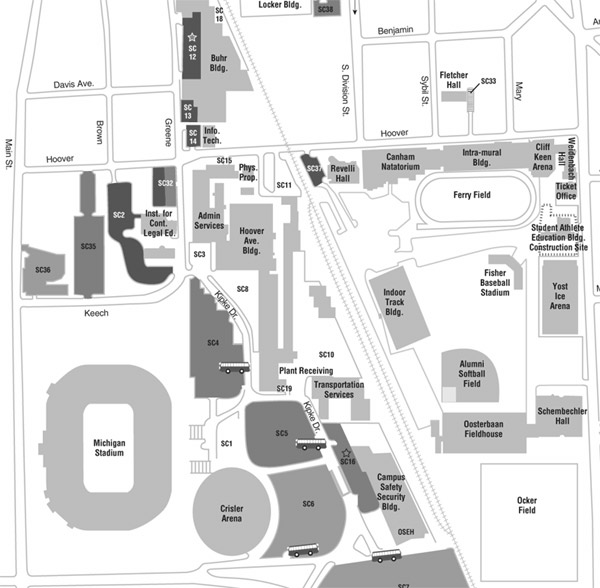 Locker Bldg.
SC38
SC
18
Benjamin
SC
12
Buhr
Bldg.
S. Division St.
Fletcher
Hall
SC33
Sybil St.
Mary
Davis Ave.
Brown
Greene
SC
13
SC
14
Info.
Tech.
Hoover
Main St.
Hoover
SC15
Phys.
Prop.
SC11
SC37
Revelli
Hall
Canham
Natatorium
Intra-mural
Bldg.
Cliff
Keen
Arena
Weidenbach
Hall
Ticket
Office
SC32
SC2
Inst. for
Cont.
Legal Ed.
Admin
Services
Hoover
Ave.
Bldg.
Ferry Field
Student Athlete
Education Bldg.
Construction Site
SC35
SC36
SC3
SC8
Fisher
Baseball
Stadium
Yost
Ice
Arena
Indoor
Track
Bldg.
Keech
Kipke Dr.
SC4
SC10
Plant Receiving
SC19
Transportation
Services
Alumni
Softball
Field
Kipke Dr.
Schembechler
Hall
Oosterbaan
Fieldhouse
Michigan
Stadium
SC1
SC5
SC16
Campus
Safety
Security
Bldg.
Crisler
Arena
SC6
Ocker
Field
OSEH
SC7